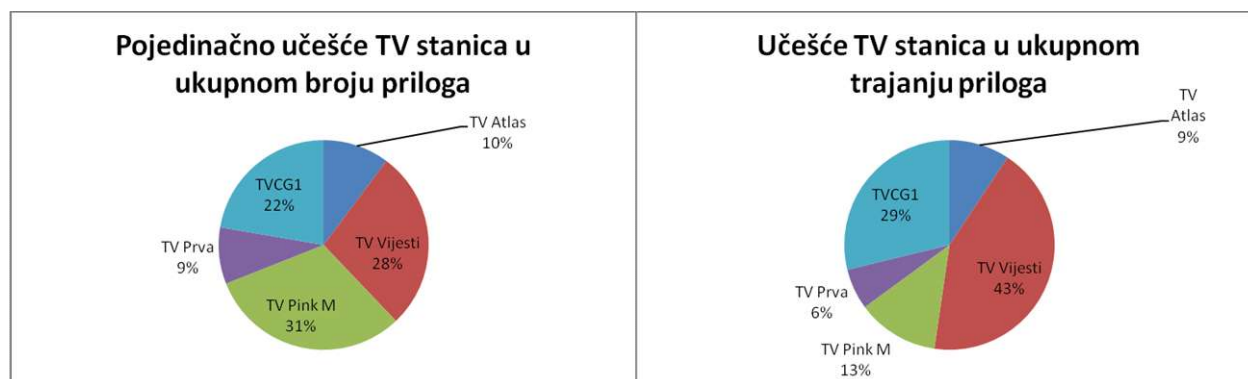 Pojedinačno učešće TV stanica u
ukupnom broju priloga
TV Atlas
10%
TVCG1
22%
TV Vijesti
28%
TV Prva
9%
TV Pink M
31%
Učešće TV stanica u ukupnom
trajanju priloga
TV
Atlas
9%
TVCG1
29%
TV Vijesti
43%
TV Prva
6%
TV Pink M
13%